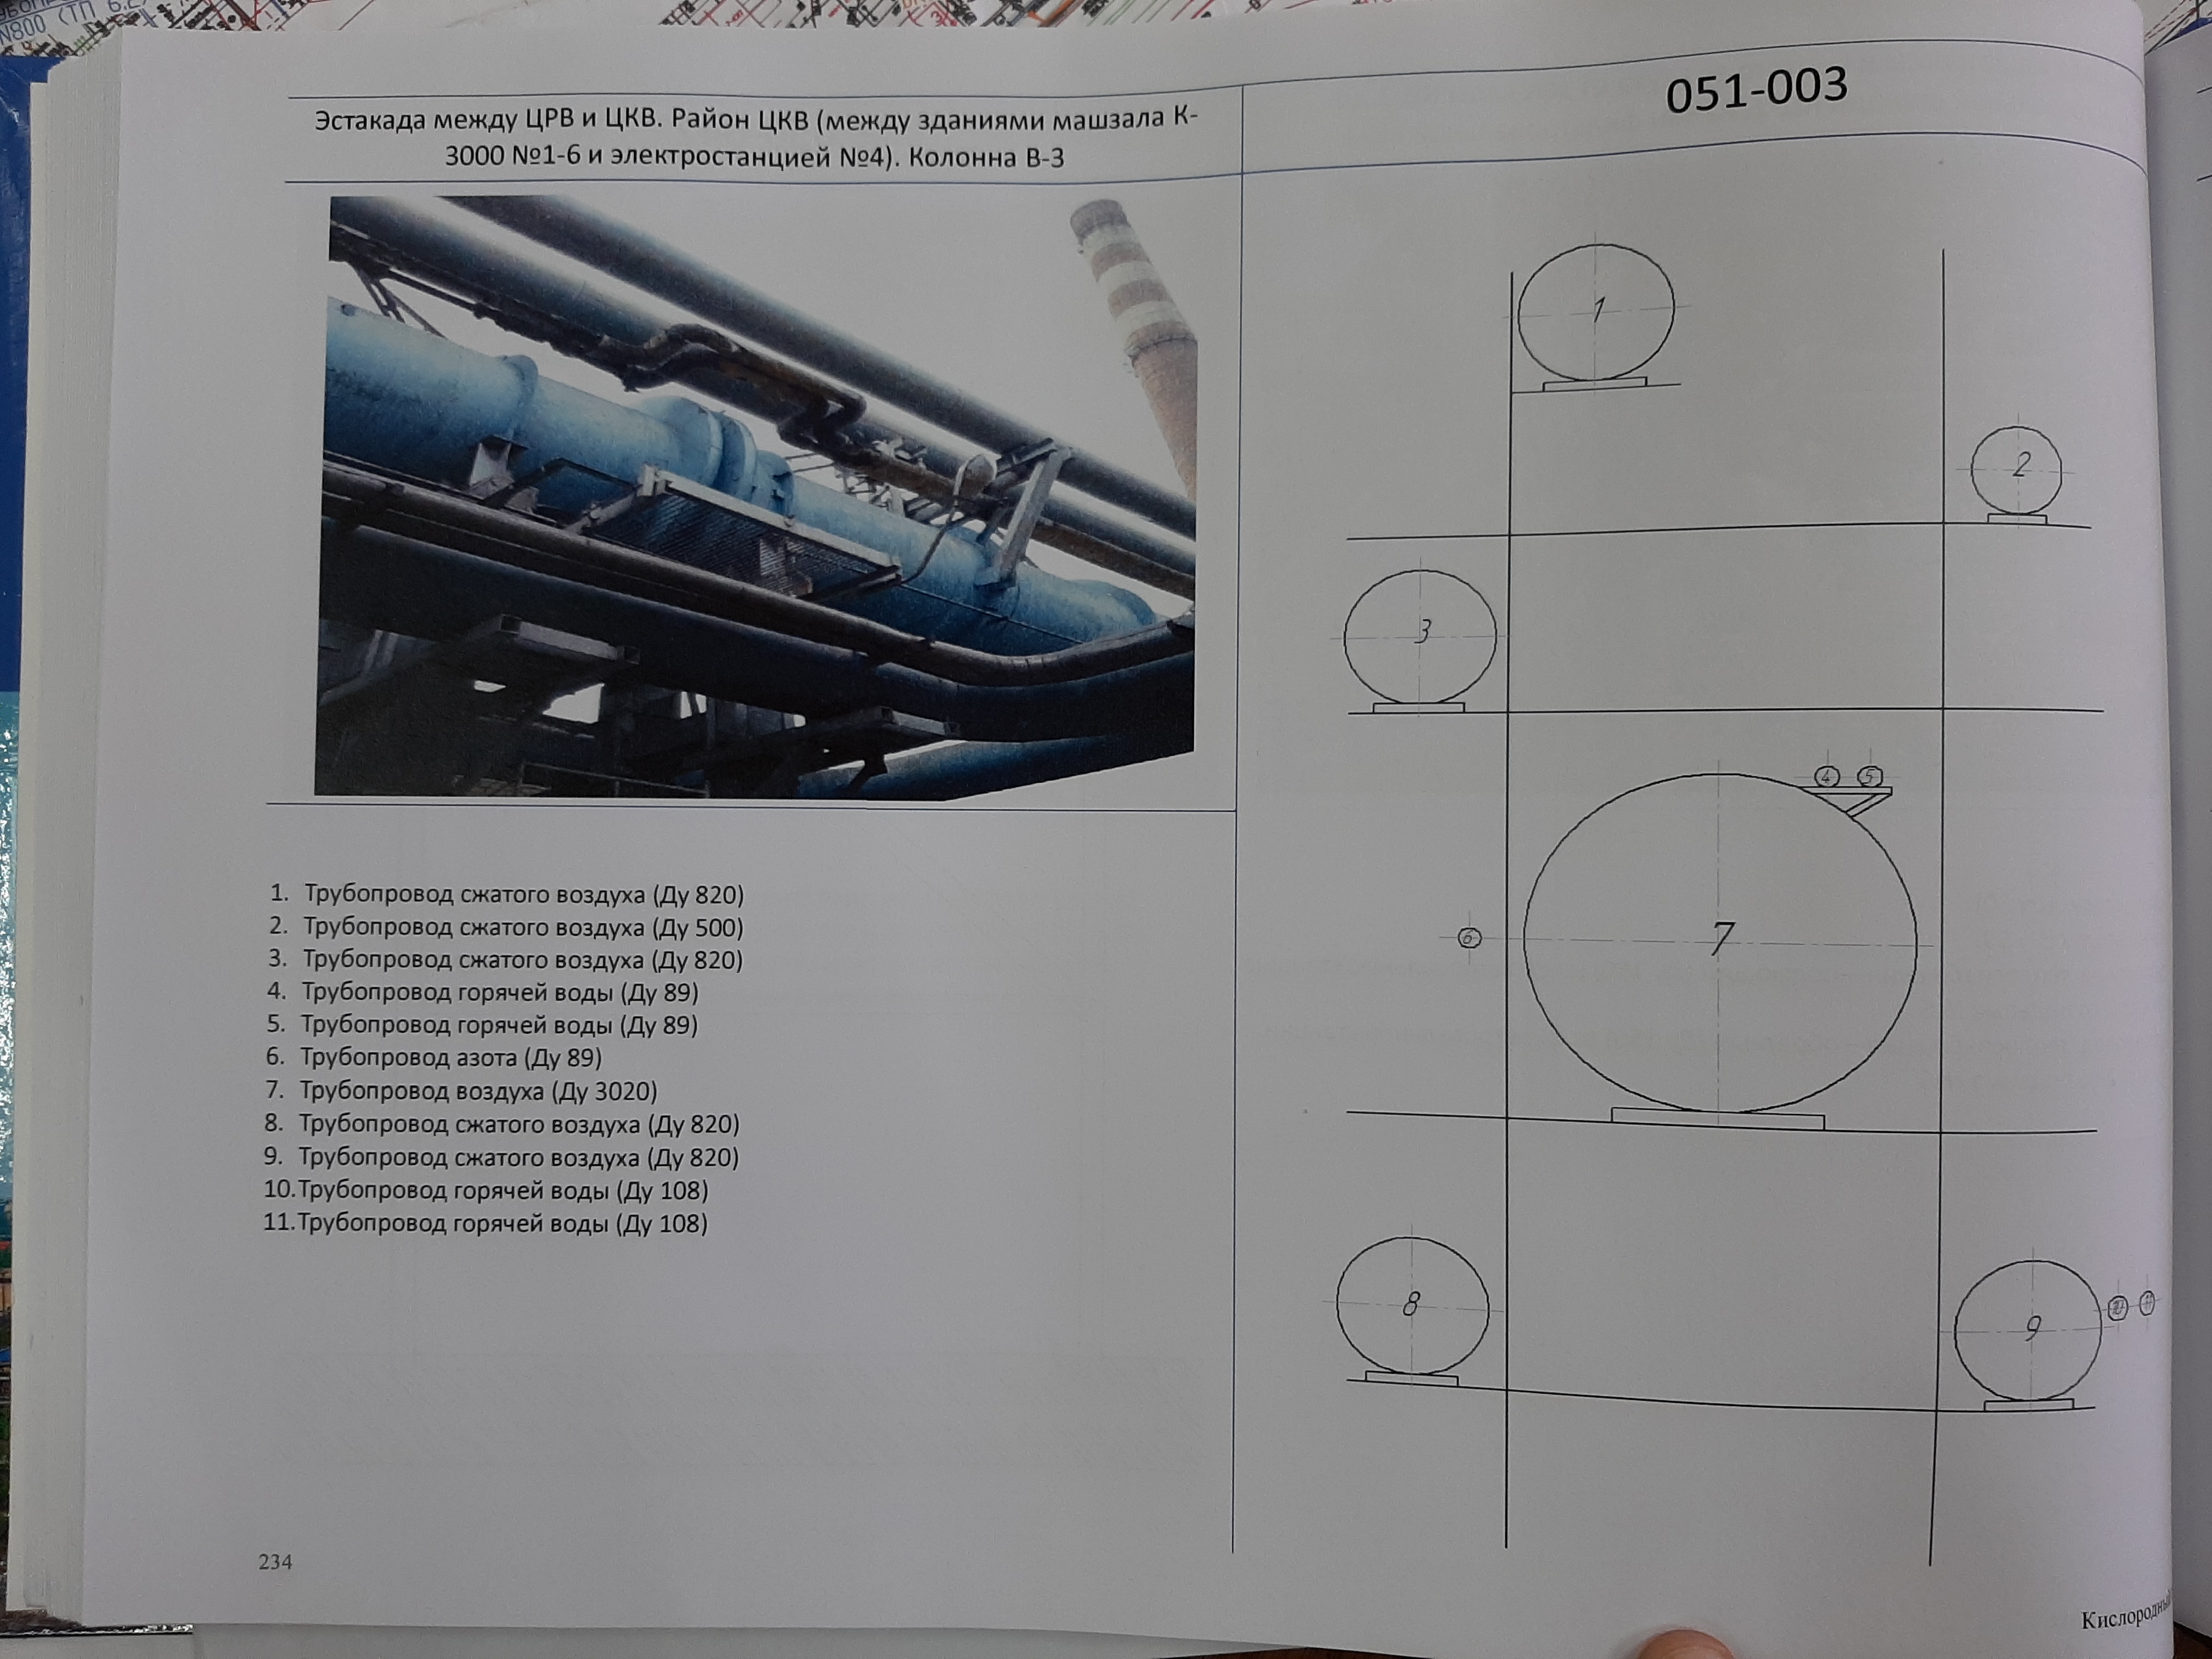 N800 (ТП 6.2)
Эстакада между ЦРВ и ЦКВ. Район ЦКВ (между зданиями машзала К-
3000 №1-6 и электростанцией №4). Колонна В-3
051-003
1. Трубопровод сжатого воздуха (Ду 820)
2. Трубопровод сжатого воздуха (Ду 500)
3. Трубопровод сжатого воздуха (Ду 820)
4. Трубопровод горячей воды (Ду 89)
5. Трубопровод горячей воды (Ду 89)
6. Трубопровод азота (Ду 89)
7. Трубопровод воздуха (Ду 3020)
8. Трубопровод сжатого воздуха (Ду 820)
9. Трубопровод сжатого воздуха (Ду 820)
10.Трубопровод горячей воды (Ду 108)
11.Трубопровод горячей воды (Ду 108)
1
2
3
4 5
6
7
8
9
10 11
234
Кислородный